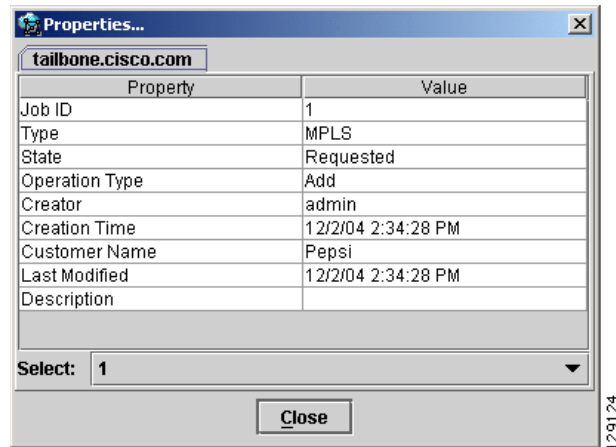 Properties...
tailbone.cisco.com
Property Value
Job ID 1
Type MPLS
State Requested
Operation Type Add
Creator admin
Creation Time 12/2/04 2:34:28 PM
Customer Name Pepsi
Last Modified 12/2/04 2:34:28 PM
Description
Select: 1
Close
29124